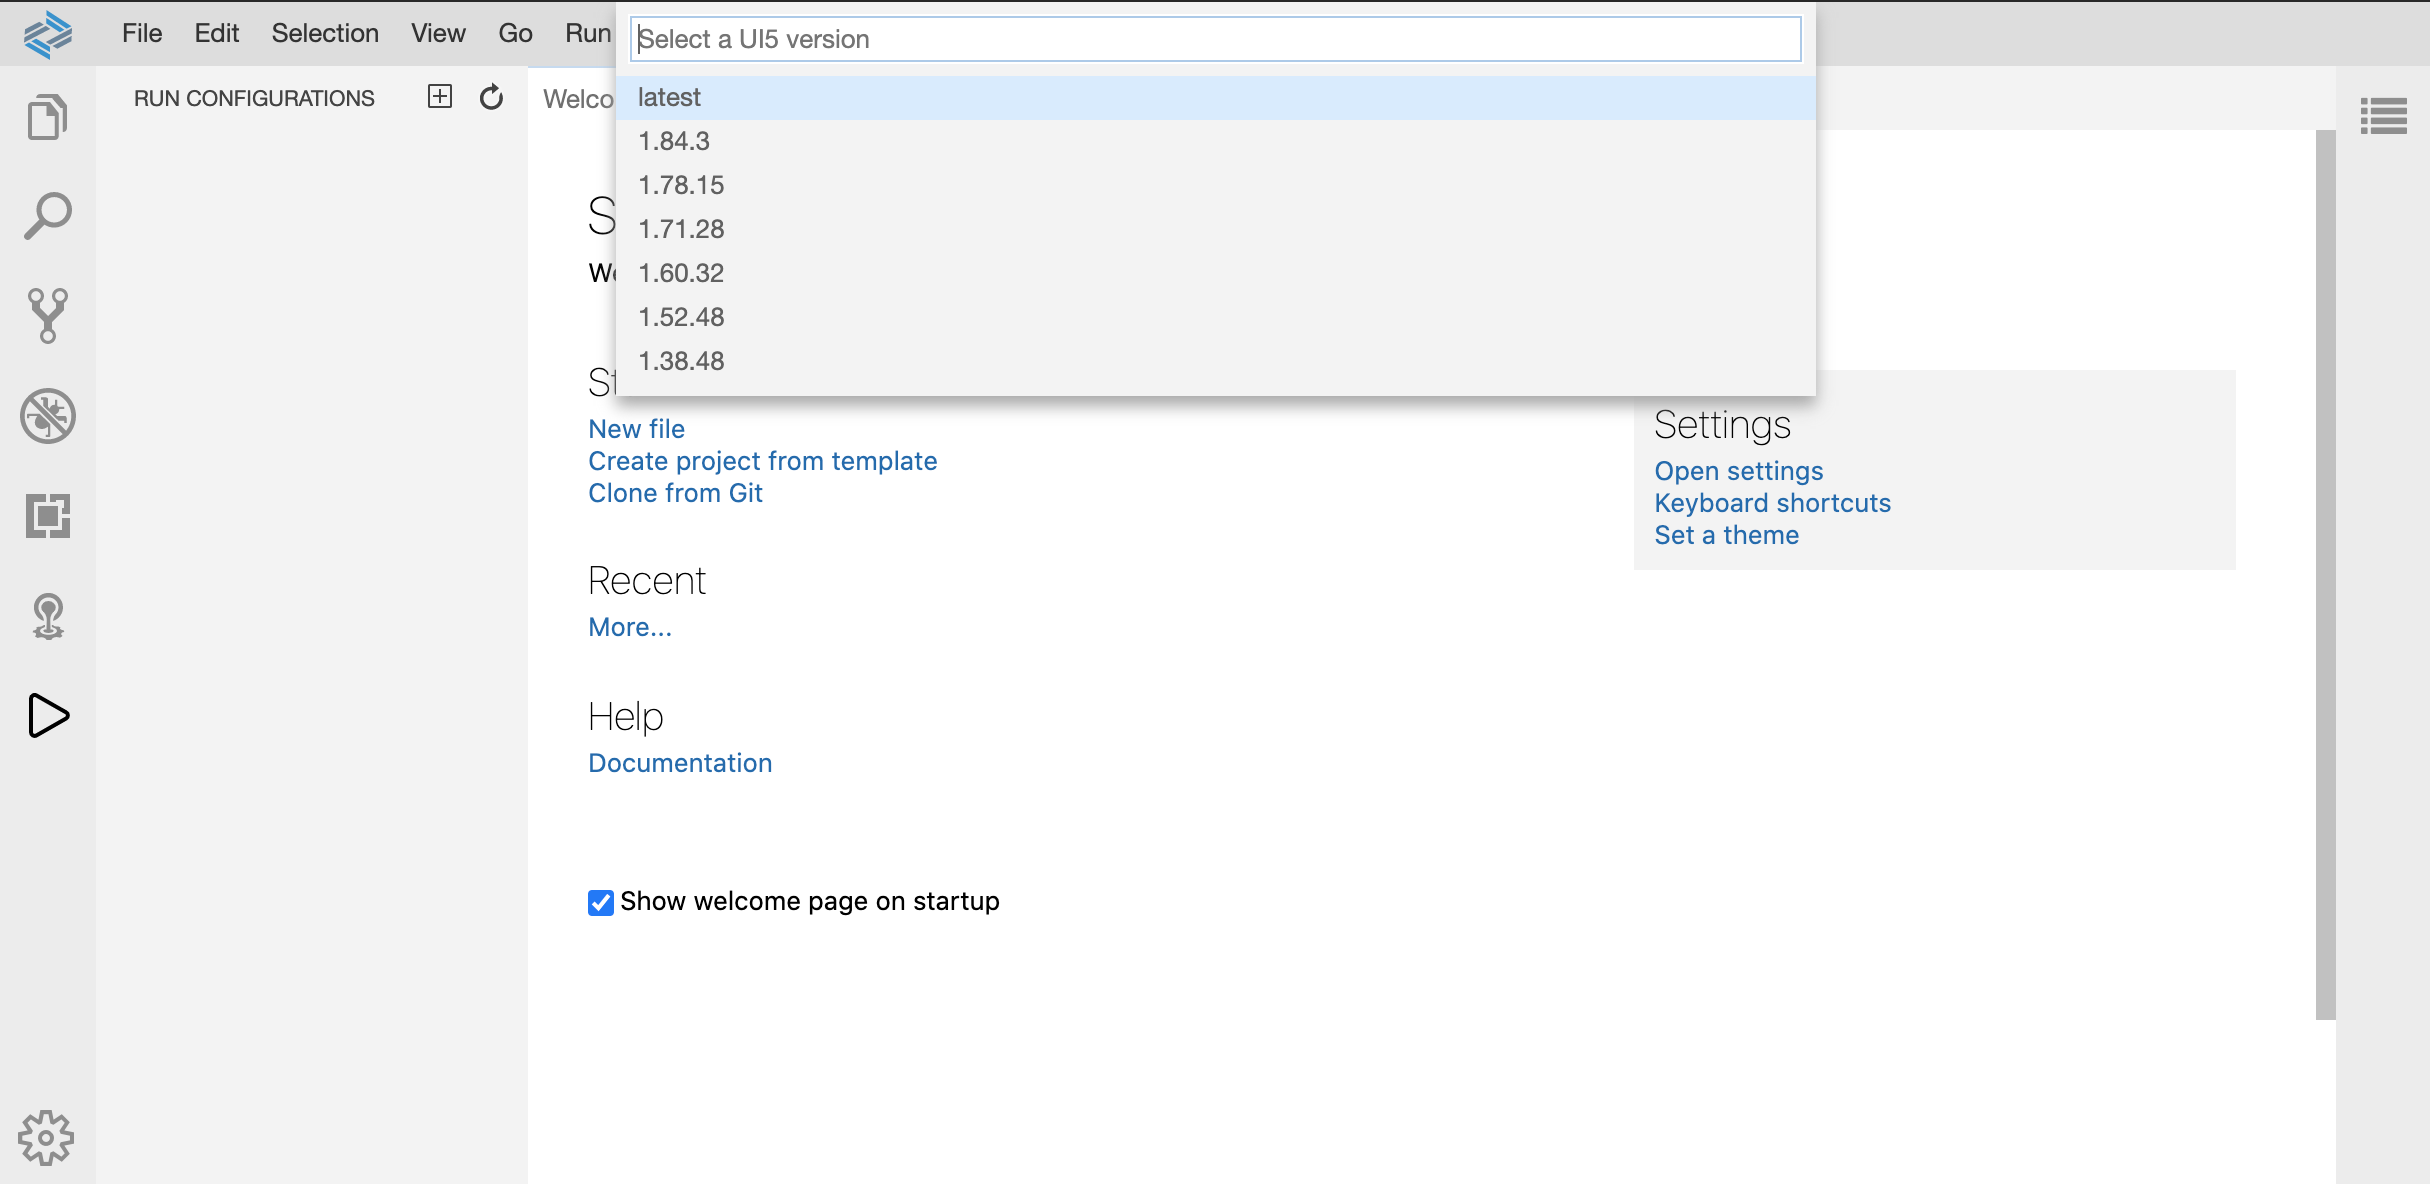 File Edit Selection View Go Run
Select a UI5 version
RUN CONFIGURATIONS
latest
1.84.3
1.78.15
1.71.28
1.60.32
1.52.48
1.38.48
New file
Create project from template
Clone from Git
Recent
More...
Help
Documentation
Show welcome page on startup
Settings
Open settings
Keyboard shortcuts
Set a theme